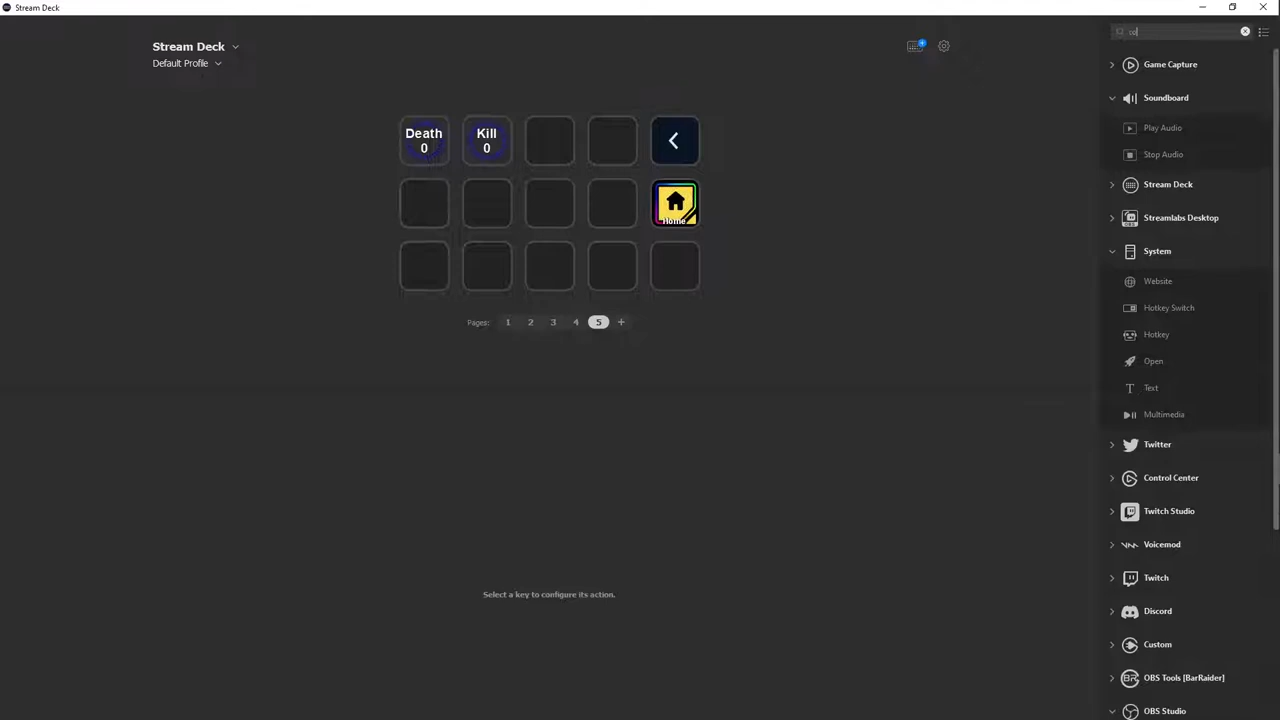 Stream Deck
Stream Deck
Default Profile
co
Death
0
Kill
0
Home
Pages: 1 2 3 4 5 +
Select a key to configure its action.
Game Capture
Soundboard
Play Audio
Stop Audio
Stream Deck
Streamlabs Desktop
System
Website
Hotkey Switch
Hotkey
Open
Text
Multimedia
Twitter
Control Center
Twitch Studio
Voicemod
Twitch
Discord
Custom
OBS Tools [BarRaider]
OBS Studio